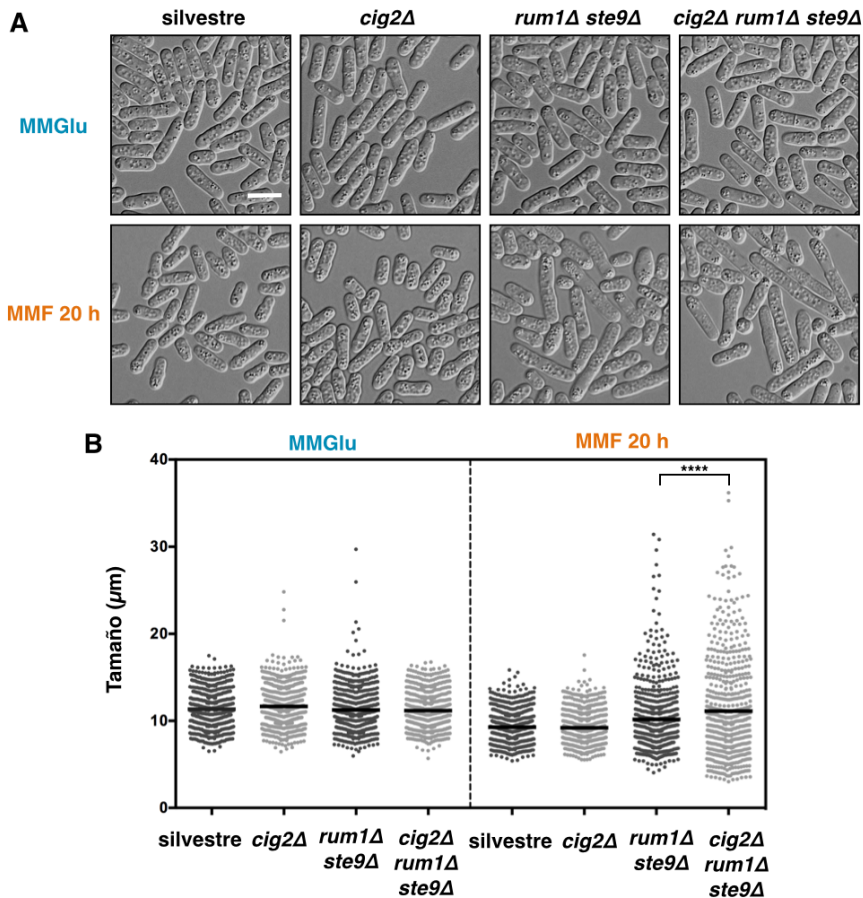 A
silvestre cig2Δ rum1Δ ste9Δ cig2Δ rum1Δ ste9Δ
MMGlu
MMF 20 h
B
MMGlu MMF 20 h
Tamaño (µm)
40
30
20
10
0
****
silvestre cig2Δ rum1Δ cig2Δ silvestre cig2Δ rum1Δ cig2Δ
ste9Δ rum1Δ ste9Δ rum1Δ
ste9Δ ste9Δ